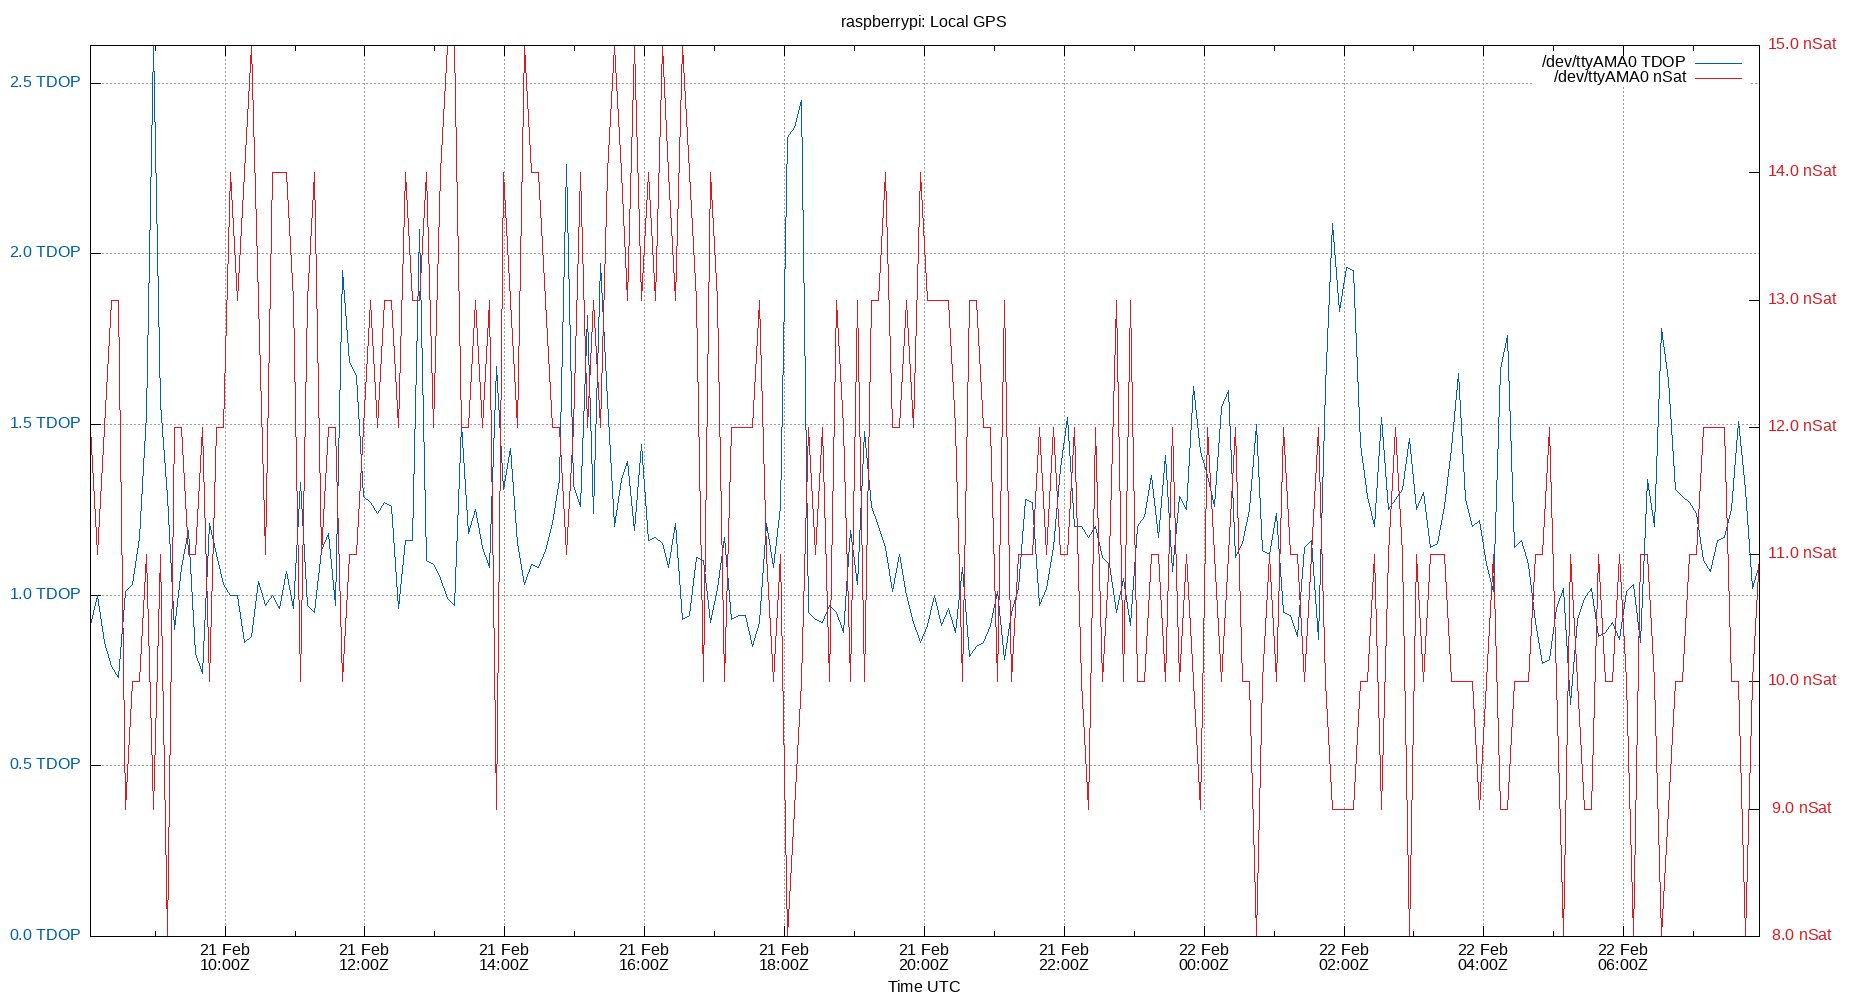 raspberrypi: Local GPS
15.0 nSat
/dev/ttyAMA0 TDOP
/dev/ttyAMA0 nSat
2.5 TDOP
14.0 nSat
2.0 TDOP
13.0 nSat
1.5 TDOP
12.0 nSat
11.0 nSat
1.0 TDOP
10.0 nSat
0.5 TDOP
9.0 nSat
0.0 TDOP
8.0 nSat
21 Feb 21 Feb 21 Feb 21 Feb 21 Feb 21 Feb 21 Feb 22 Feb 22 Feb 22 Feb 22 Feb
10:00Z 12:00Z 14:00Z 16:00Z 18:00Z 20:00Z 22:00Z 00:00Z 02:00Z 04:00Z 06:00Z
Time UTC